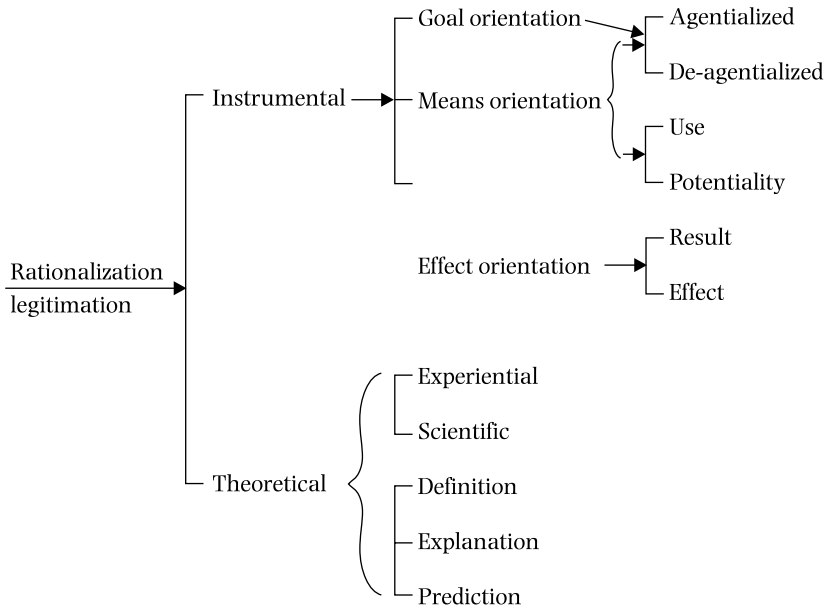 Goal orientation
Agentialized
De-agentialized
Instrumental
Means orientation
Use
Potentiality
Rationalization
legitimation
Effect orientation
Result
Effect
Experiential
Scientific
Theoretical
Definition
Explanation
Prediction